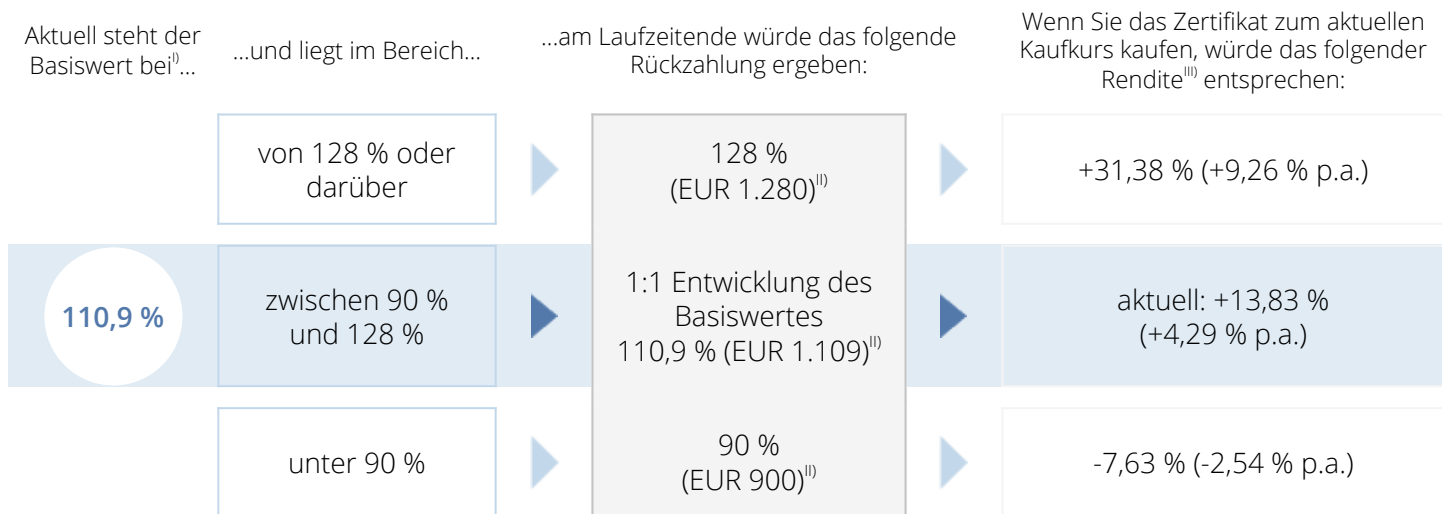 Aktuell steht der
Basiswert bei^I)...
...und liegt im Bereich...
...am Laufzeitende würde das folgende
Rückzahlung ergeben:
Wenn Sie das Zertifikat zum aktuellen
Kaufkurs kaufen, würde das folgender
Rendite^III) entsprechen:
von 128 % oder
darüber
128 %
(EUR 1.280)^II)
+31,38 % (+9,26 % p.a.)
110,9 %
zwischen 90 %
und 128 %
1:1 Entwicklung des
Basiswertes
110,9 % (EUR 1.109)^II)
aktuell: +13,83 %
(+4,29 % p.a.)
unter 90 %
90 %
(EUR 900)^II)
-7,63 % (-2,54 % p.a.)